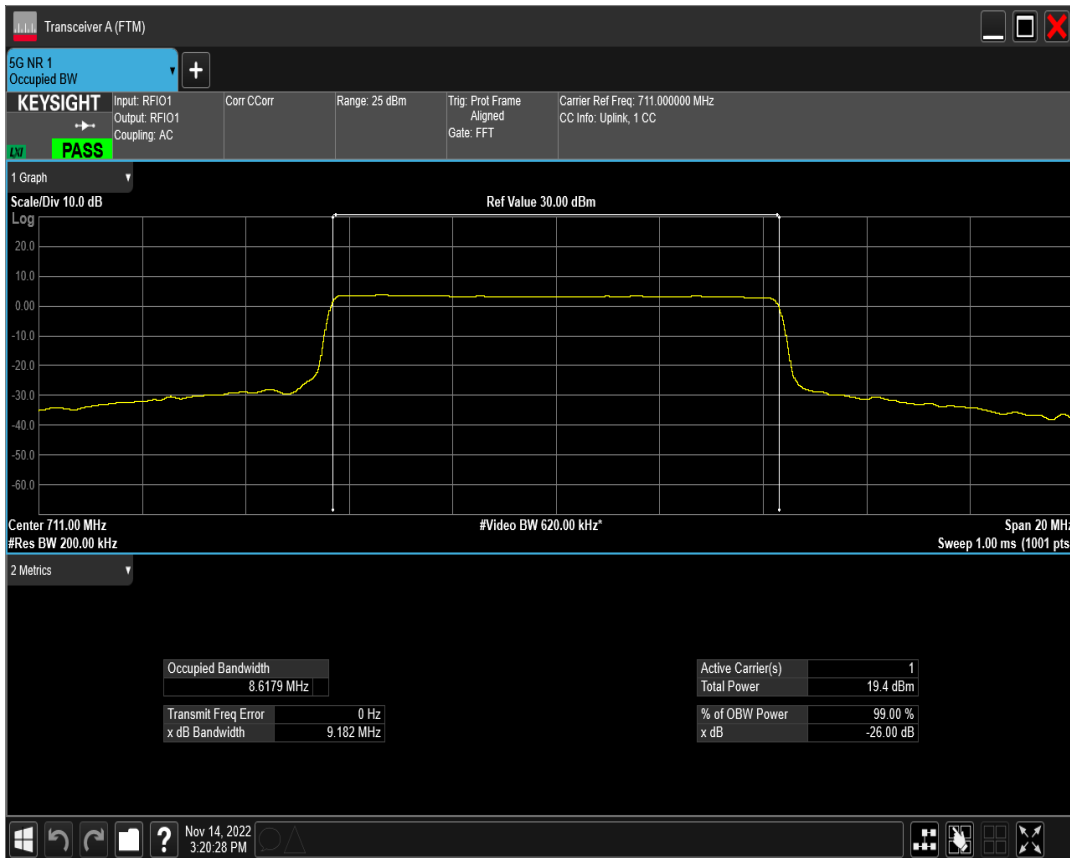 Transceiver A (FTM)
5G NR 1
Occupied BW
+
KEYSIGHT
LXI
PASS
Input: RFIO1
Output: RFIO1
Coupling: AC
Corr CCorr
Range: 25 dBm
Trig: Prot Frame
Aligned
Gate: FFT
Carrier Ref Freq: 711.000000 MHz
CC Info: Uplink, 1 CC
1 Graph
Scale/Div 10.0 dB
Ref Value 30.00 dBm
Log
20.0
10.0
0.00
-10.0
-20.0
-30.0
-40.0
-50.0
-60.0
Center 711.00 MHz
#Video BW 620.00 kHz*
Span 20 MHz
#Res BW 200.00 kHz
Sweep 1.00 ms (1001 pts
2 Metrics
Occupied Bandwidth
8.6179 MHz
Transmit Freq Error 0 Hz
x dB Bandwidth 9.182 MHz
Active Carrier(s) 1
Total Power 19.4 dBm
% of OBW Power 99.00 %
x dB -26.00 dB
?
Nov 14, 2022
3:20:28 PM